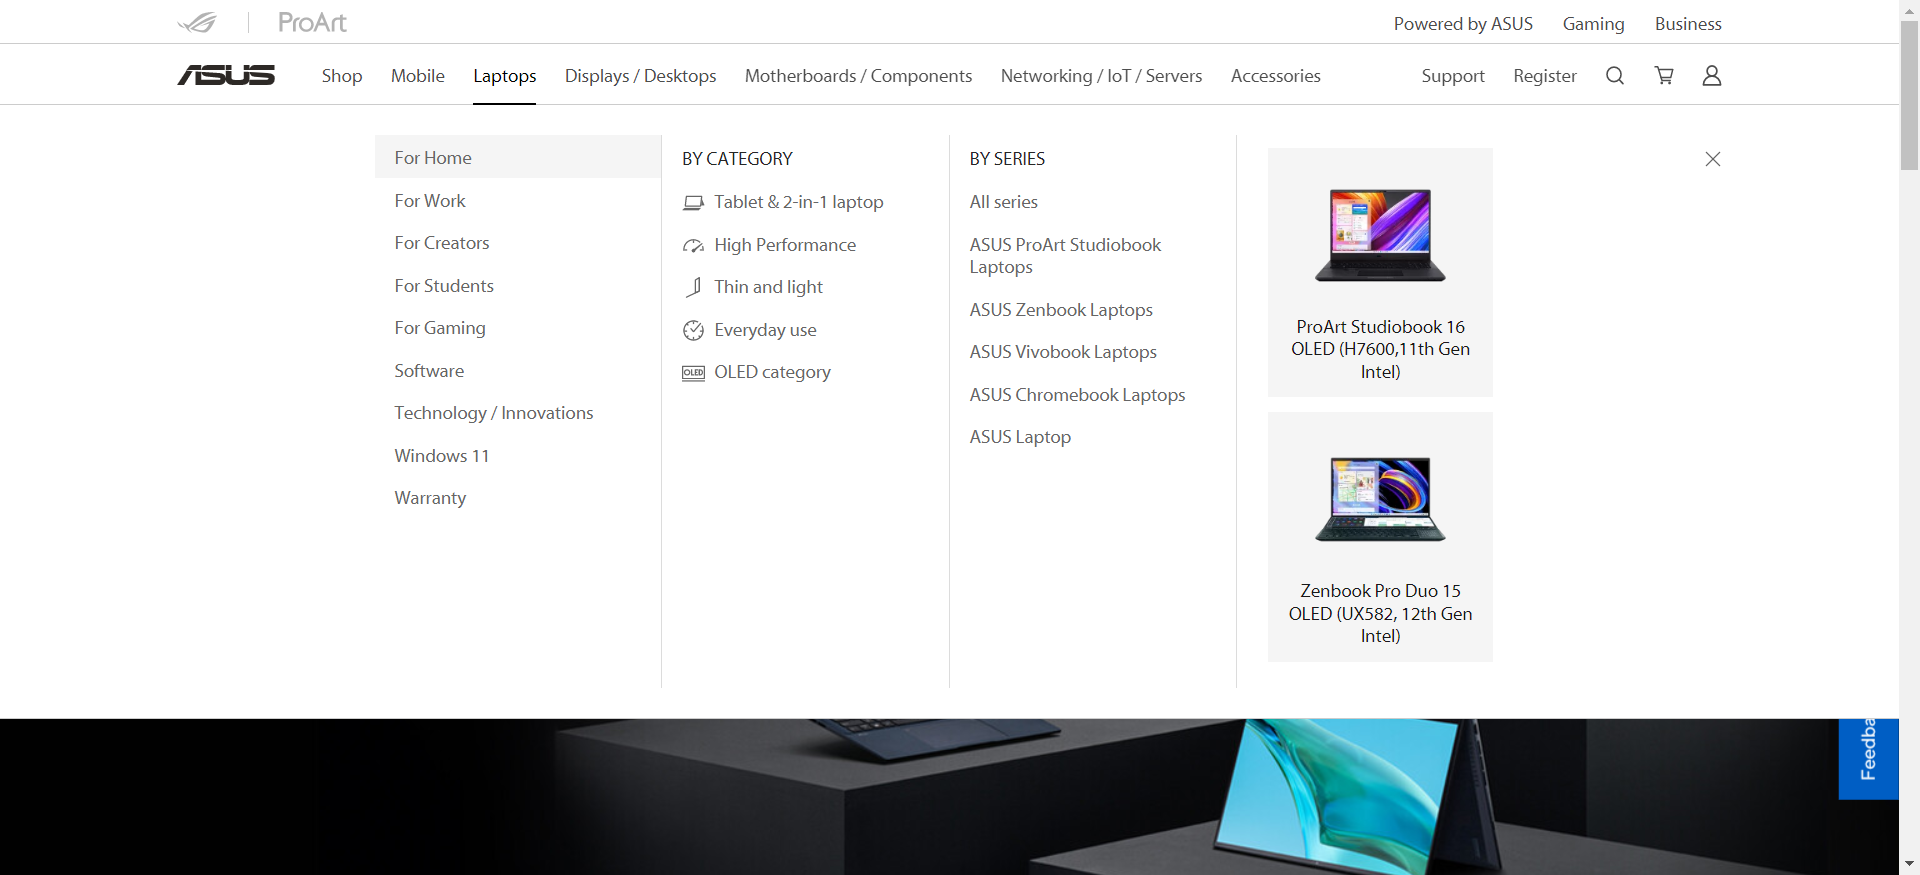 ProArt
Powered by ASUS
Gaming
Business
ASUS
Shop
Mobile
Laptops
Displays / Desktops
Motherboards / Components
Networking / IoT / Servers
Accessories
Support
Register
For Home
For Work
For Creators
For Students
For Gaming
Software
Technology / Innovations
Windows 11
Warranty
BY CATEGORY
Tablet & 2-in-1 laptop
High Performance
Thin and light
Everyday use
OLED
OLED category
BY SERIES
All series
ASUS ProArt Studiobook
Laptops
ASUS Zenbook Laptops
ASUS Vivobook Laptops
ASUS Chromebook Laptops
ASUS Laptop
ProArt Studiobook 16
OLED (H7600,11th Gen
Intel)
Zenbook Pro Duo 15
OLED (UX582, 12th Gen
Intel)
Feedba